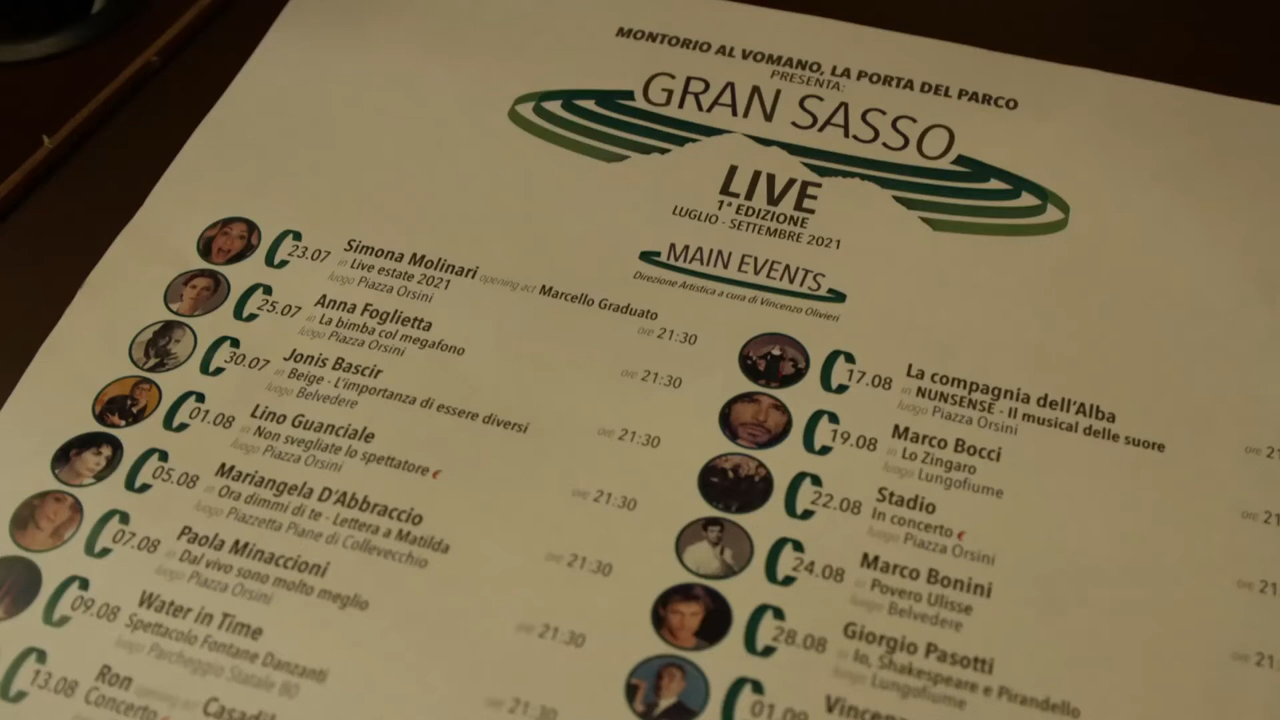 MONTORIO AL VOMANO, LA PORTA DEL PARCO
PRESENTA:
GRAN SASSO
LIVE
1ª EDIZIONE
LUGLIO - SETTEMBRE 2021
MAIN EVENTS
Direzione Artistica a cura di Vincenzo Olivieri
23.07 Simona Molinari opening act Marcello Graduato
in Live estate 2021
luogo Piazza Orsini
ore 21:30
25.07 Anna Foglietta
in La bimba col megafono
luogo Piazza Orsini
ore 21:30
30.07 Jonis Bascir
in Beige - L'importanza di essere diversi
luogo Belvedere
ore 21:30
01.08 Lino Guanciale
in Non svegliate lo spettatore €
luogo Piazza Orsini
ore 21:30
05.08 Mariangela D'Abbraccio
in Ora dimmi di te - Lettera a Matilda
luogo Piazzetta Piane di Collevecchio
ore 21:30
07.08 Paola Minaccioni
in Dal vivo sono molto meglio
luogo Piazza Orsini
ore 21:30
09.08 Water in Time
Spettacolo Fontane Danzanti
luogo Parcheggio Statale 80
ore 21:30
13.08 Ron opening act
Concerto
17.08 La compagnia dell'Alba
in NUNSENSE - Il musical delle suore
luogo Piazza Orsini
ore 21
19.08 Marco Bocci
in Lo Zingaro
luogo Lungofiume
ore 21
22.08 Stadio
In concerto €
luogo Piazza Orsini
ore 21
24.08 Marco Bonini
in Povero Ulisse
luogo Belvedere
ore 21
28.08 Giorgio Pasotti
in Io, Shakespeare e Pirandello
luogo Lungofiume
01.09